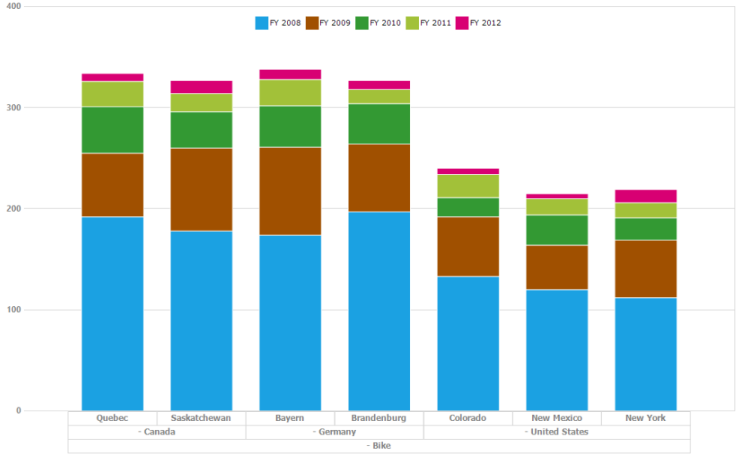 400
FY 2008 FY 2009 FY 2010 FY 2011 FY 2012
300
200
100
0
Quebec Saskatchewan Bayern Brandenburg Colorado New Mexico New York
- Canada - Germany - United States
- Bike